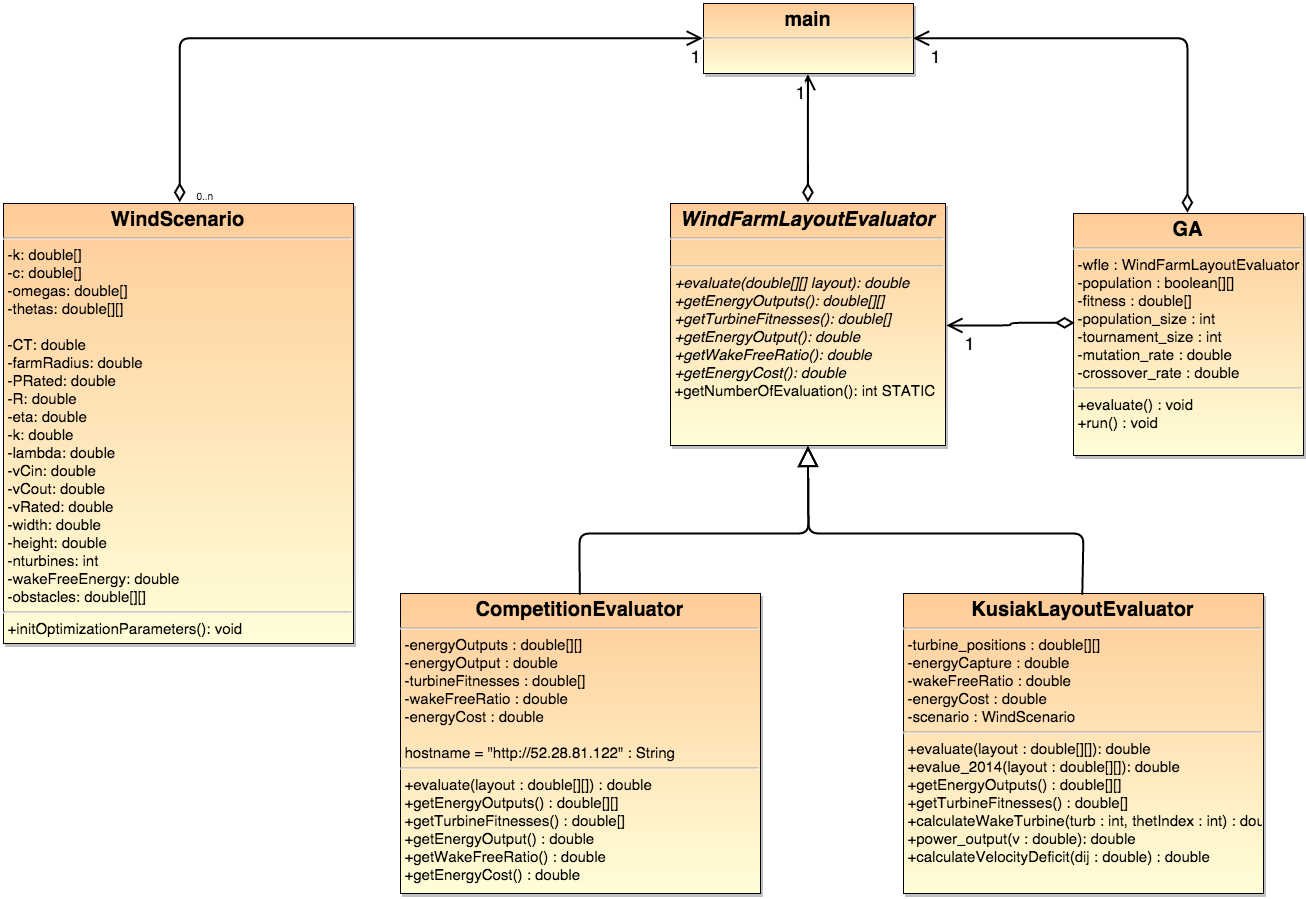 main
1
1
1
0..n
WindScenario
-k: double[]
-c: double[]
-omegas: double[]
-thetas: double[][]
-CT: double
-farmRadius: double
-PRated: double
-R: double
-eta: double
-k: double
-lambda: double
-vCin: double
-vCout: double
-vRated: double
-width: double
-height: double
-nturbines: int
-wakeFreeEnergy: double
-obstacles: double[][]
+initOptimizationParameters(): void
WindFarmLayoutEvaluator
+evaluate(double[][] layout): double
+getEnergyOutputs(): double[][]
+getTurbineFitnesses(): double[]
+getEnergyOutput(): double
+getWakeFreeRatio(): double
+getEnergyCost(): double
+getNumberOfEvaluation(): int STATIC
1
GA
-wfle : WindFarmLayoutEvaluator
-population : boolean[][]
-fitness : double[]
-population_size : int
-tournament_size : int
-mutation_rate : double
-crossover_rate : double
+evaluate() : void
+run() : void
CompetitionEvaluator
-energyOutputs : double[][]
-energyOutput : double
-turbineFitnesses : double[]
-wakeFreeRatio : double
-energyCost : double
hostname = "http://52.28.81.122" : String
+evaluate(layout : double[][]) : double
+getEnergyOutputs() : double[][]
+getTurbineFitnesses() : double[]
+getEnergyOutput() : double
+getWakeFreeRatio() : double
+getEnergyCost() : double
KusiakLayoutEvaluator
-turbine_positions : double[][]
-energyCapture : double
-wakeFreeRatio : double
-energyCost : double
-scenario : WindScenario
+evaluate(layout : double[][]): double
+evalue_2014(layout : double[][]): double
+getEnergyOutputs() : double[][]
+getTurbineFitnesses() : double[]
+calculateWakeTurbine(turb : int, thetIndex : int) : dou
+power_output(v : double): double
+calculateVelocityDeficit(dij : double) : double